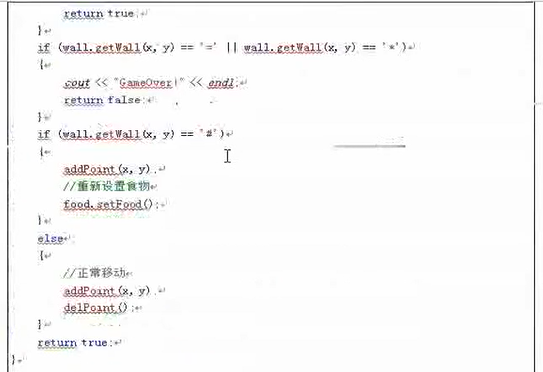 return true;
}
if (wall.getWall(x, y) == '=' || wall.getWall(x, y) == '*')
{
cout << "GameOver!" << endl;
return false;
}
if (wall.getWall(x, y) == '#')
{
addPoint(x, y);
//重新设置食物
food.setFood();
}
else
{
//正常移动
addPoint(x, y);
delPoint();
}
return true;
}